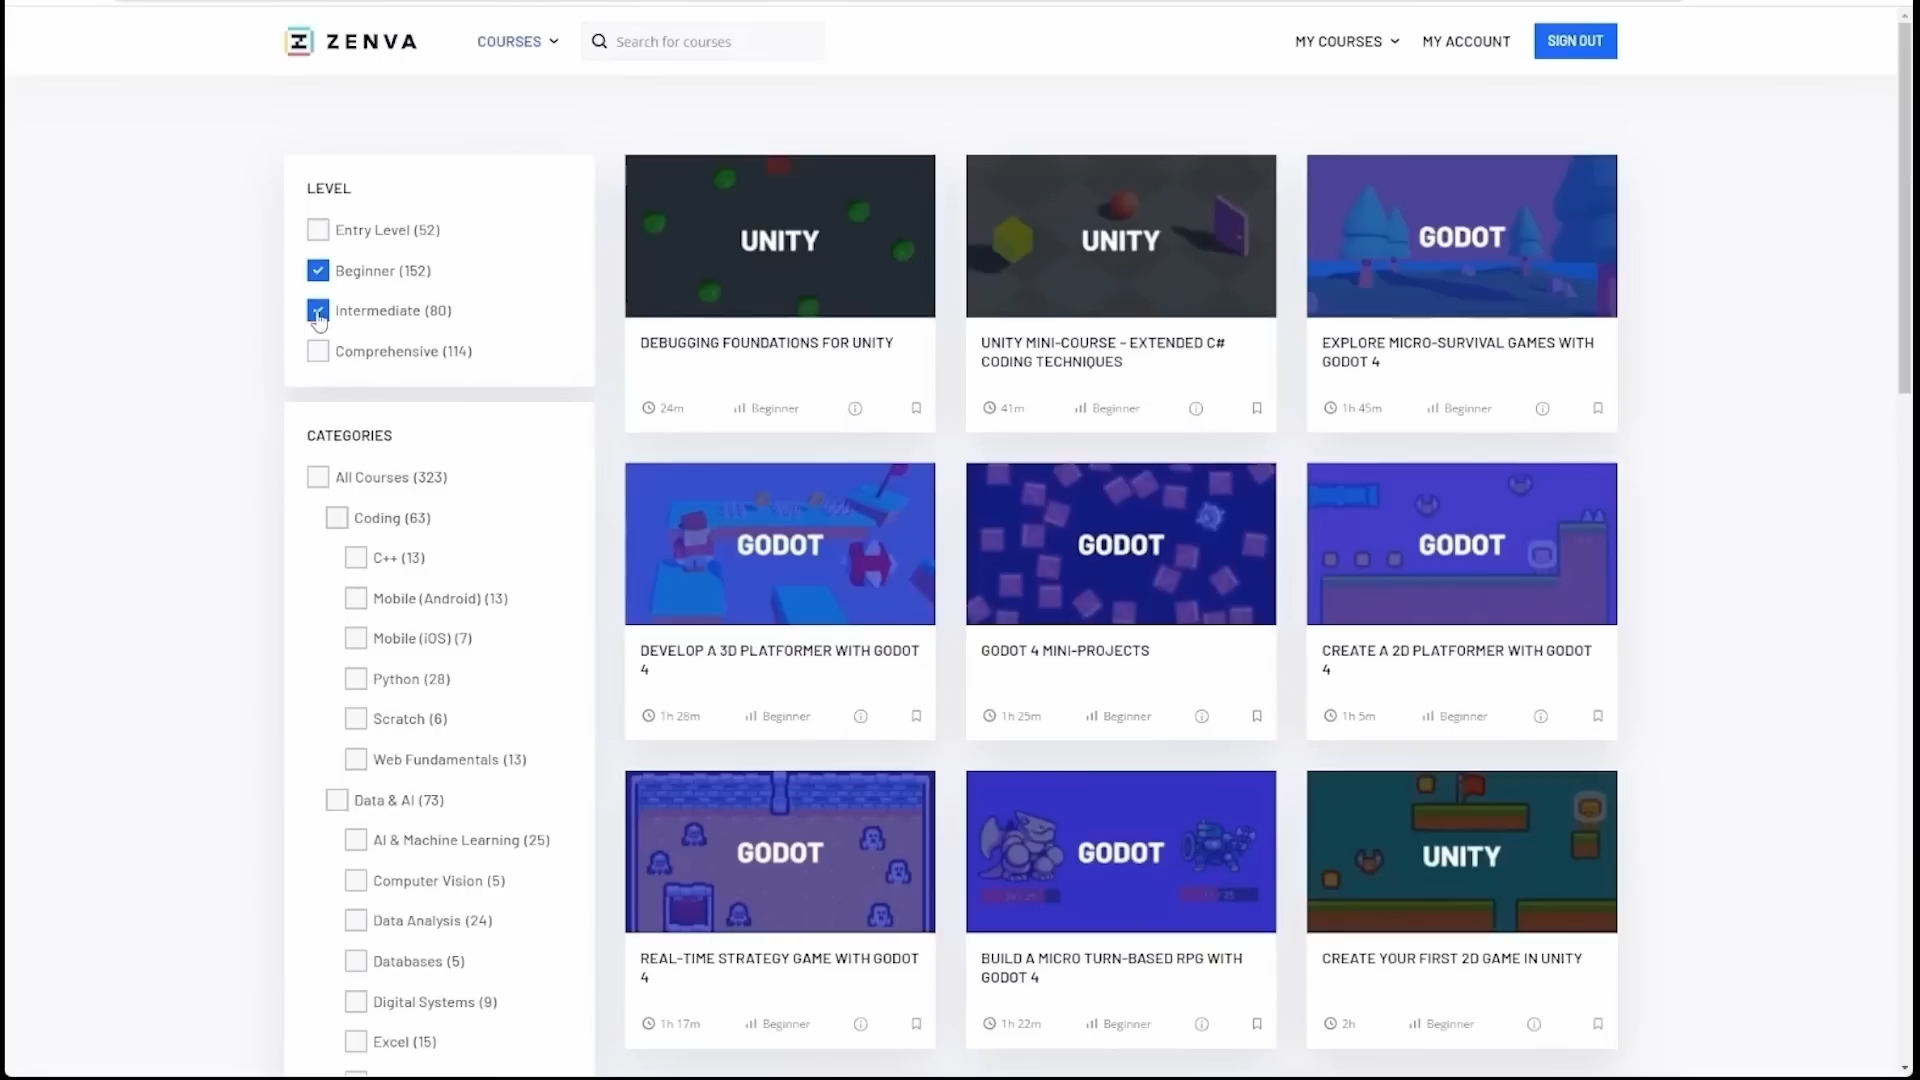 ZENVA
COURSES
Search for courses
MY COURSES
MY ACCOUNT
SIGN OUT
LEVEL
Entry Level (52)
Beginner (152)
Intermediate (80)
Comprehensive (114)
CATEGORIES
All Courses (323)
Coding (63)
C++ (13)
Mobile (Android) (13)
Mobile (iOS) (7)
Python (28)
Scratch (6)
Web Fundamentals (13)
Data & AI (73)
AI & Machine Learning (25)
Computer Vision (5)
Data Analysis (24)
Databases (5)
Digital Systems (9)
Excel (15)
UNITY
DEBUGGING FOUNDATIONS FOR UNITY
24m
Beginner
UNITY
UNITY MINI-COURSE – EXTENDED C#
CODING TECHNIQUES
41m
Beginner
GODOT
EXPLORE MICRO-SURVIVAL GAMES WITH
GODOT 4
1h 45m
Beginner
GODOT
DEVELOP A 3D PLATFORMER WITH GODOT
4
1h 28m
Beginner
GODOT
GODOT 4 MINI-PROJECTS
1h 25m
Beginner
GODOT
CREATE A 2D PLATFORMER WITH GODOT
4
1h 5m
Beginner
GODOT
REAL-TIME STRATEGY GAME WITH GODOT
4
1h 17m
Beginner
GODOT
BUILD A MICRO TURN-BASED RPG WITH
GODOT 4
1h 22m
Beginner
UNITY
CREATE YOUR FIRST 2D GAME IN UNITY
2h
Beginner